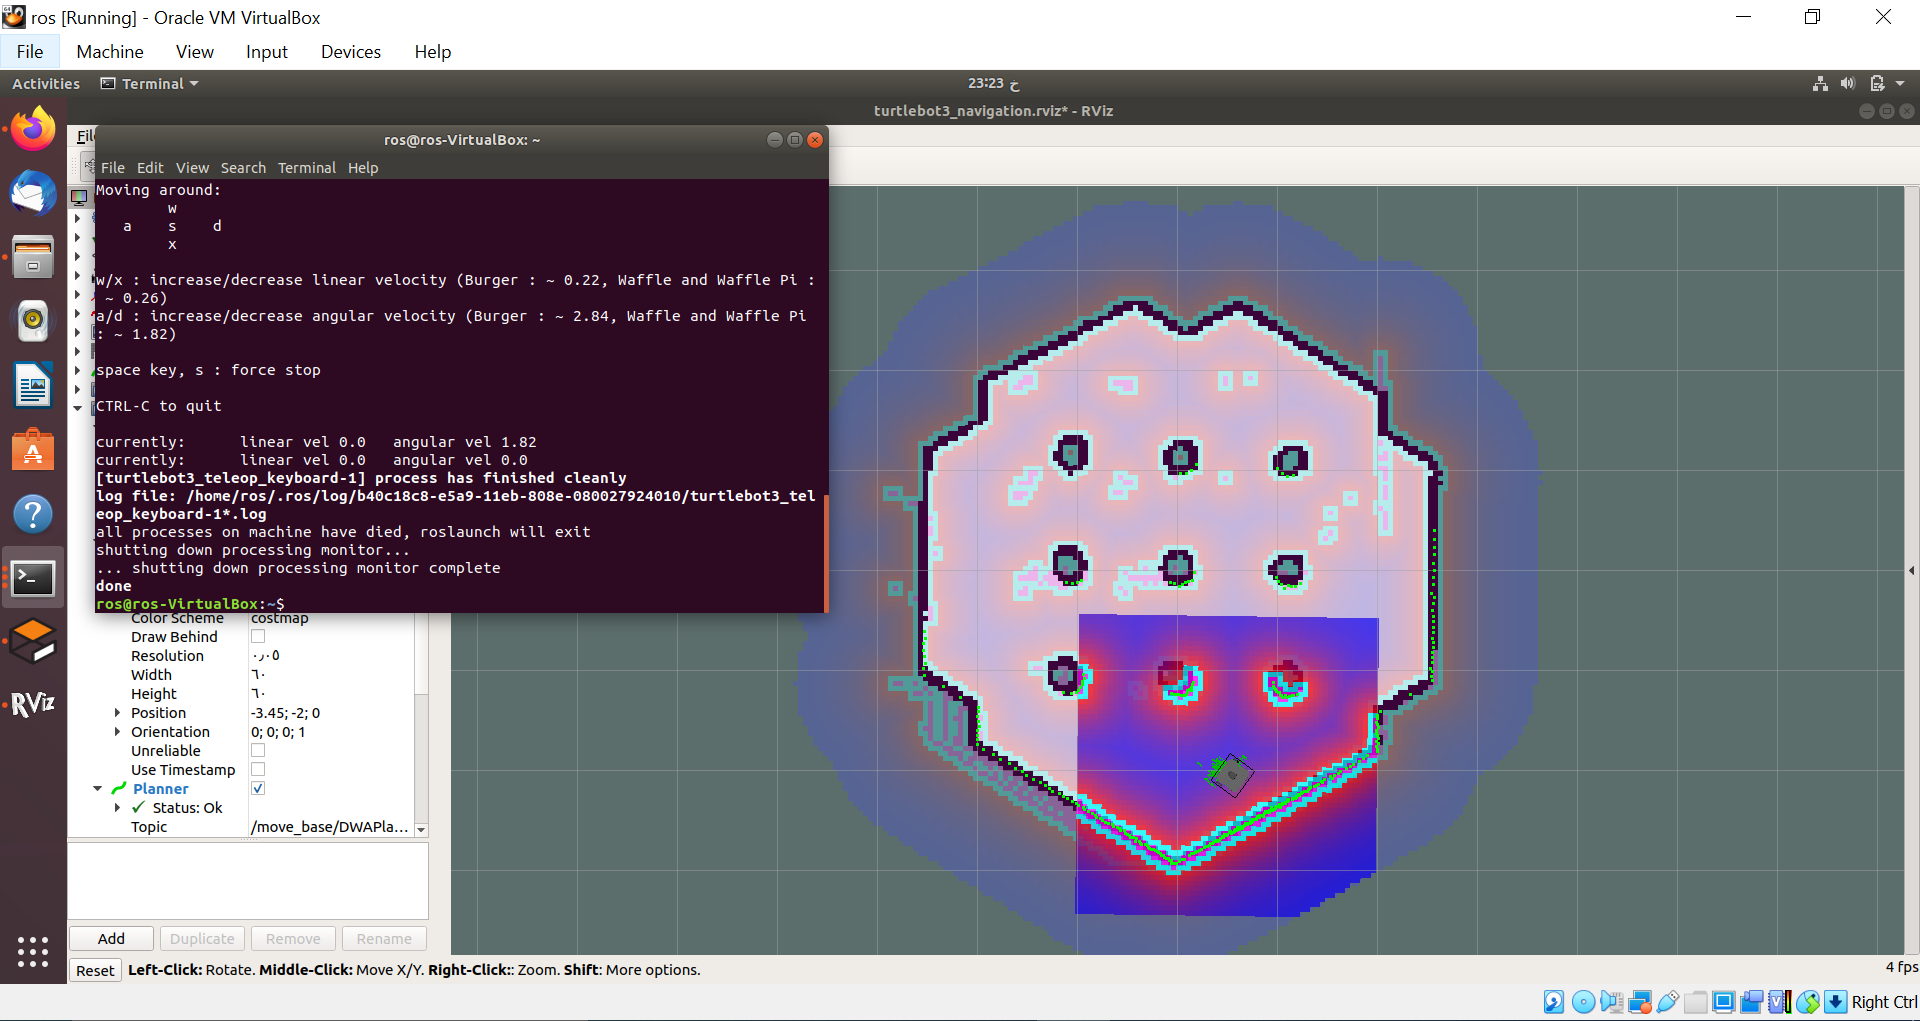 ros [Running] - Oracle VM VirtualBox
File Machine View Input Devices Help
Activities Terminal 23:23 خ
turtlebot3_navigation.rviz* - RViz
ros@ros-VirtualBox: ~
File Edit View Search Terminal Help
Moving around:
w
a s d
x
w/x : increase/decrease linear velocity (Burger : ~ 0.22, Waffle and Waffle Pi :
~ 0.26)
a/d : increase/decrease angular velocity (Burger : ~ 2.84, Waffle and Waffle Pi
: ~ 1.82)
space key, s : force stop
CTRL-C to quit
currently: linear vel 0.0 angular vel 1.82
currently: linear vel 0.0 angular vel 0.0
[turtlebot3_teleop_keyboard-1] process has finished cleanly
log file: /home/ros/.ros/log/b40c18c8-e5a9-11eb-808e-080027924010/turtlebot3_tel
eop_keyboard-1*.log
all processes on machine have died, roslaunch will exit
shutting down processing monitor...
... shutting down processing monitor complete
done
ros@ros-VirtualBox:~$
Color Scheme costmap
Draw Behind
Resolution ٠٫٠٥
Width ٦٠
Height ٦٠
Position -3.45; -2; 0
Orientation 0; 0; 0; 1
Unreliable
Use Timestamp
Planner
Status: Ok
Topic /move_base/DWAPla...
Add Duplicate Remove Rename
Reset Left-Click: Rotate. Middle-Click: Move X/Y. Right-Click:: Zoom. Shift: More options.
4 fps
RViz
Right Ctrl